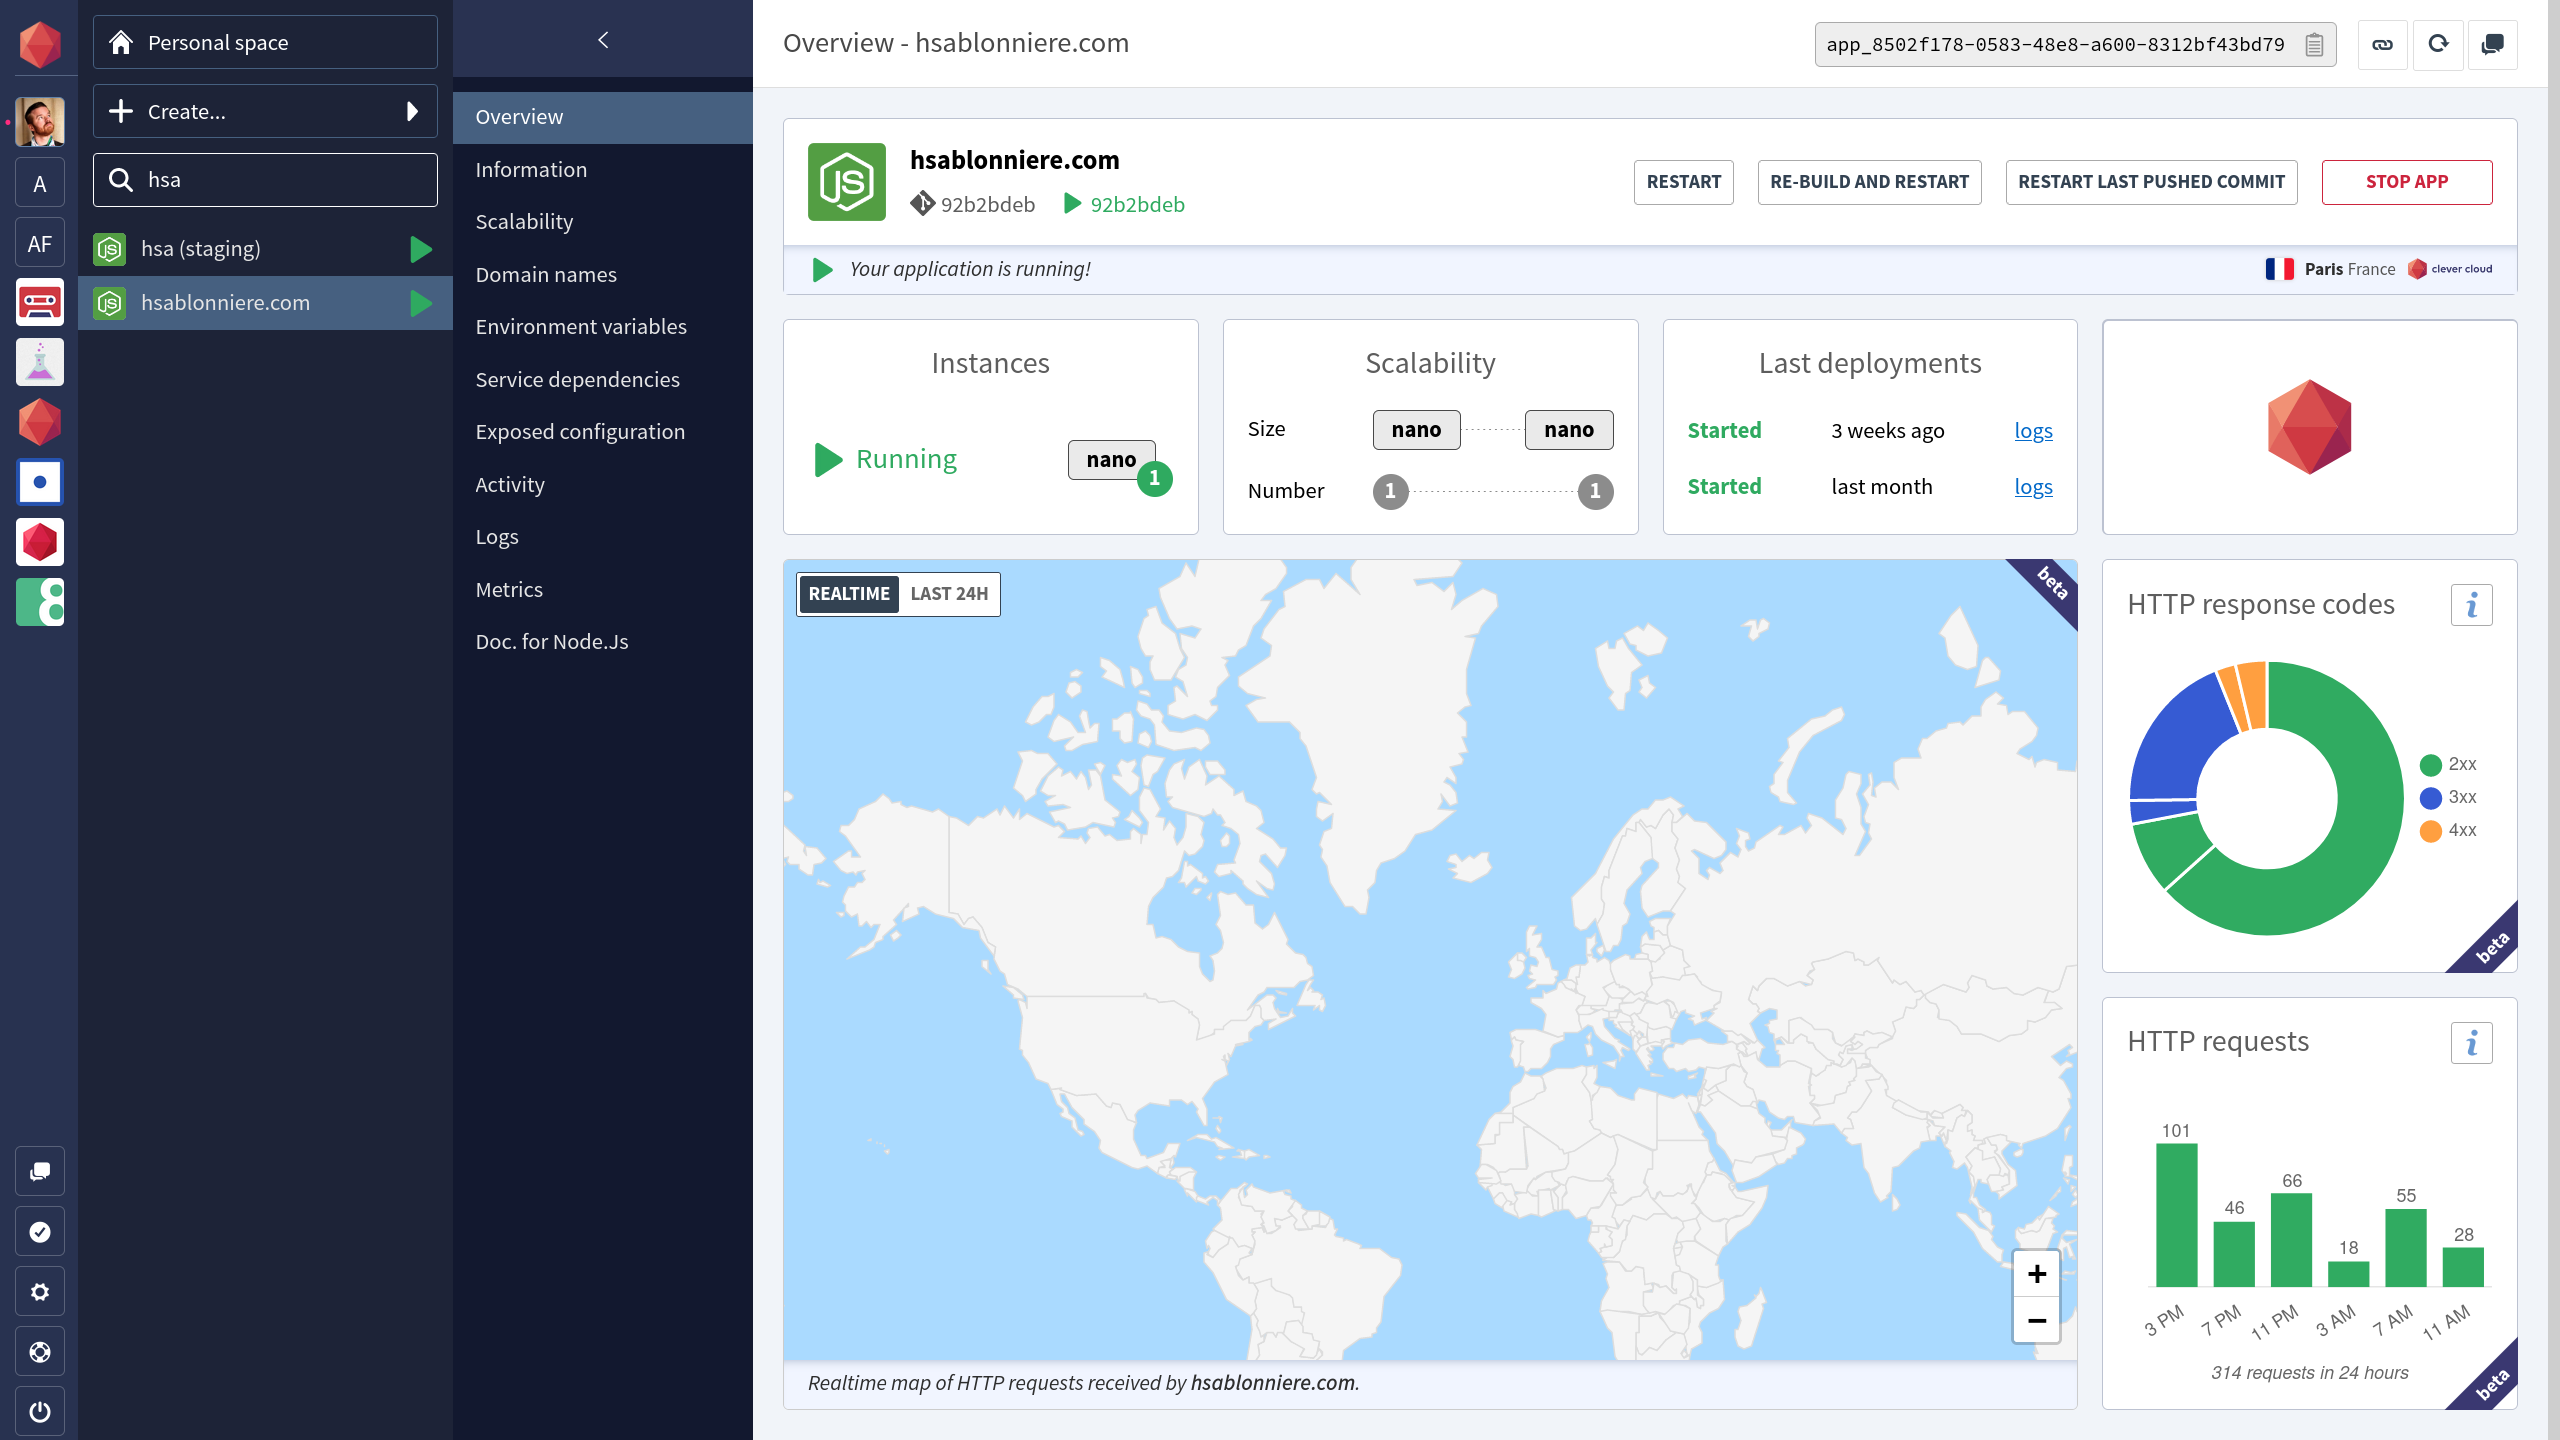 Personal space
Create...
hsa
A
AF
hsa (staging)
hsablonniere.com
Overview
Information
Scalability
Domain names
Environment variables
Service dependencies
Exposed configuration
Activity
Logs
Metrics
Doc. for Node.Js
Overview - hsablonniere.com
app_8502f178-0583-48e8-a600-8312bf43bd79
JS
hsablonniere.com
92b2bdeb
92b2bdeb
RESTART
RE-BUILD AND RESTART
RESTART LAST PUSHED COMMIT
STOP APP
Your application is running!
Paris France
clever cloud
Instances
Running
nano
1
Scalability
Size
nano
nano
Number
1
1
Last deployments
Started 3 weeks ago logs
Started last month logs
REALTIME
LAST 24H
beta
+
−
Realtime map of HTTP requests received by hsablonniere.com.
HTTP response codes
i
2xx
3xx
4xx
beta
HTTP requests
i
101
46
66
18
55
28
3 PM
7 PM
11 PM
3 AM
7 AM
11 AM
314 requests in 24 hours
beta